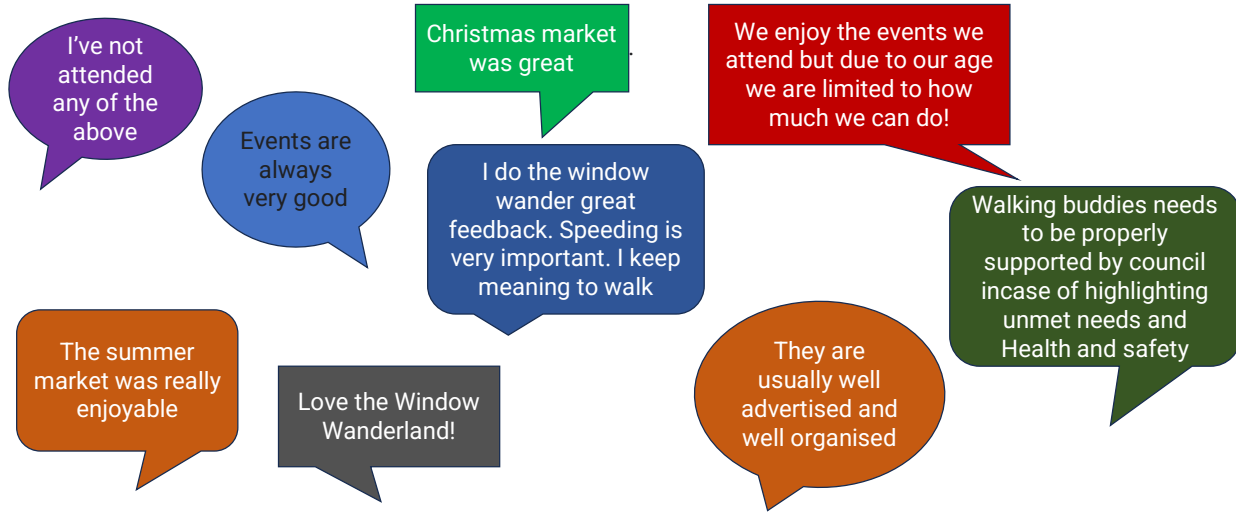 I've not
attended
any of the
above
Christmas market
was great
.
We enjoy the events we
attend but due to our age
we are limited to how
much we can do!
Events are
always
very good
I do the window
wander great
feedback. Speeding is
very important. I keep
meaning to walk
Walking buddies needs
to be properly
supported by council
incase of highlighting
unmet needs and
Health and safety
The summer
market was really
enjoyable
Love the Window
Wanderland!
They are
usually well
advertised and
well organised